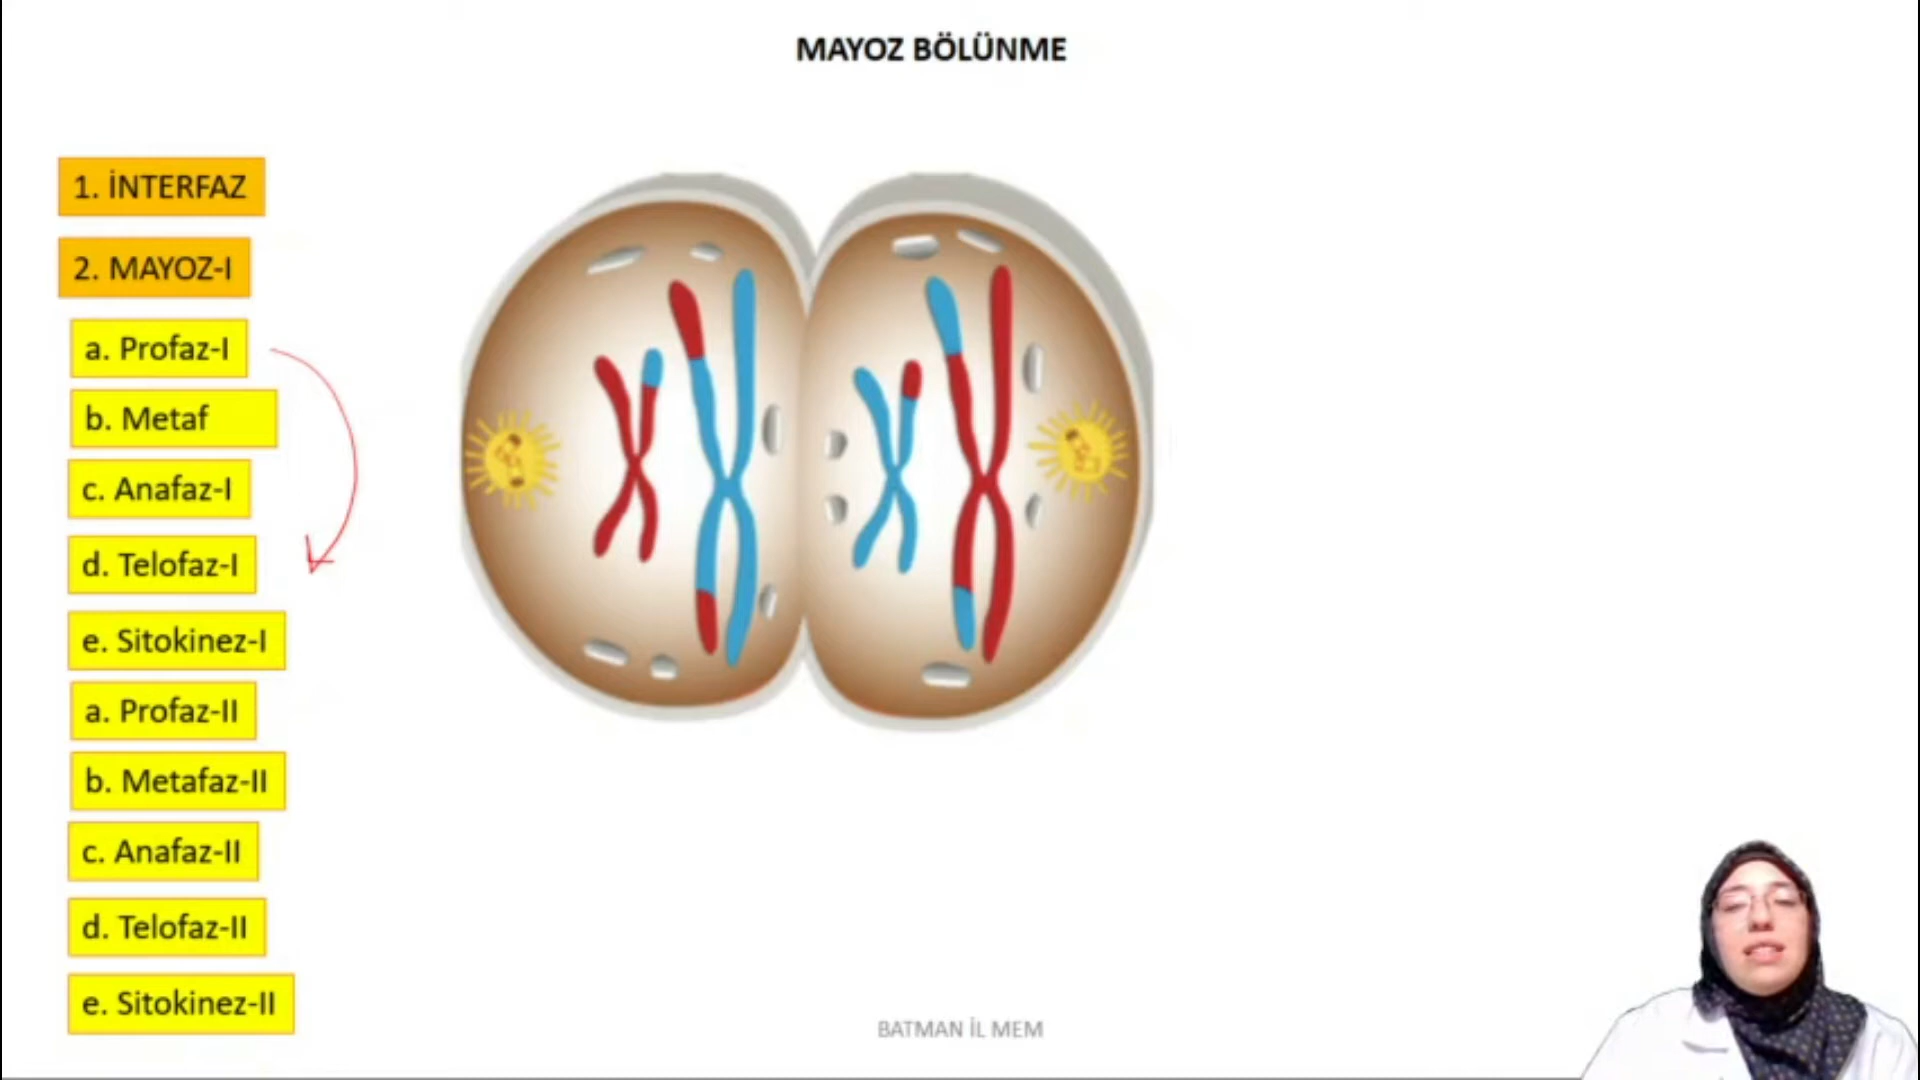 MAYOZ BÖLÜNME
1. İNTERFAZ
2. MAYOZ-I
a. Profaz-I
b. Metaf
c. Anafaz-I
d. Telofaz-I
e. Sitokinez-I
a. Profaz-II
b. Metafaz-II
c. Anafaz-II
d. Telofaz-II
e. Sitokinez-II
BATMAN İL MEM